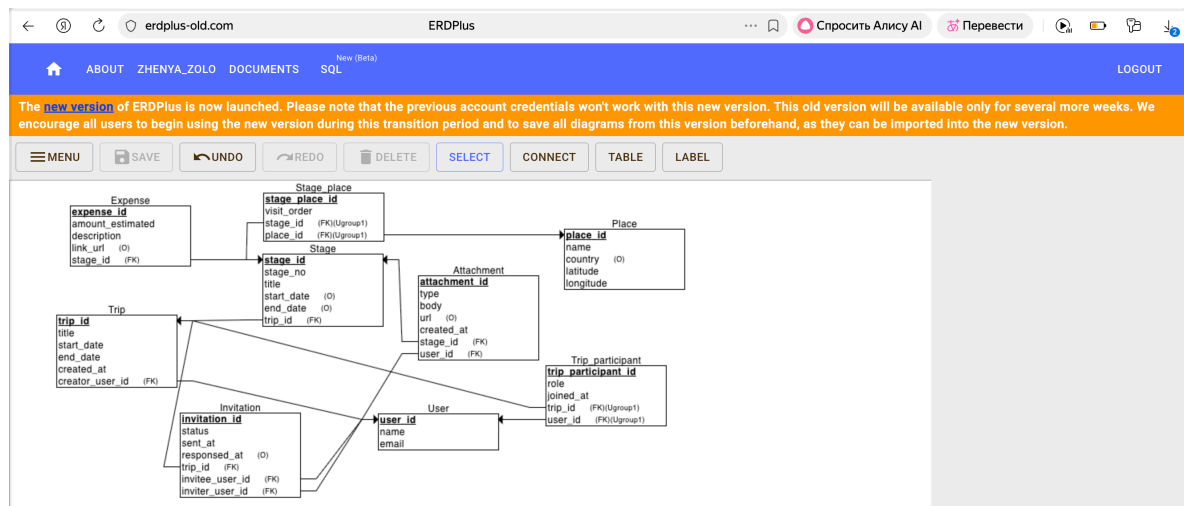 erdplus-old.com
ERDPlus
Спросить Алису AI
Перевести
2
ABOUT
ZHENYA_ZOLO
DOCUMENTS
SQL
New (Beta)
LOGOUT
The new version of ERDPlus is now launched. Please note that the previous account credentials won't work with this new version. This old version will be available only for several more weeks. We
encourage all users to begin using the new version during this transition period and to save all diagrams from this version beforehand, as they can be imported into the new version.
MENU
SAVE
UNDO
REDO
DELETE
SELECT
CONNECT
TABLE
LABEL
Expense
expense_id
amount_estimated
description
link_url (O)
stage_id (FK)
Stage_place
stage_place_id
visit_order
stage_id (FK)(Ugroup1)
place_id (FK)(Ugroup1)
Place
place_id
name
country (O)
latitude
longitude
Stage
stage_id
stage_no
title
start_date (O)
end_date (O)
trip_id (FK)
Attachment
attachment_id
type
body
url (O)
created_at
stage_id (FK)
user_id (FK)
Trip
trip_id
title
start_date
end_date
created_at
creator_user_id (FK)
Trip_participant
trip_participant_id
role
joined_at
trip_id (FK)(Ugroup1)
user_id (FK)(Ugroup1)
Invitation
invitation_id
status
sent_at
responsed_at (O)
trip_id (FK)
invitee_user_id (FK)
inviter_user_id (FK)
User
user_id
name
email